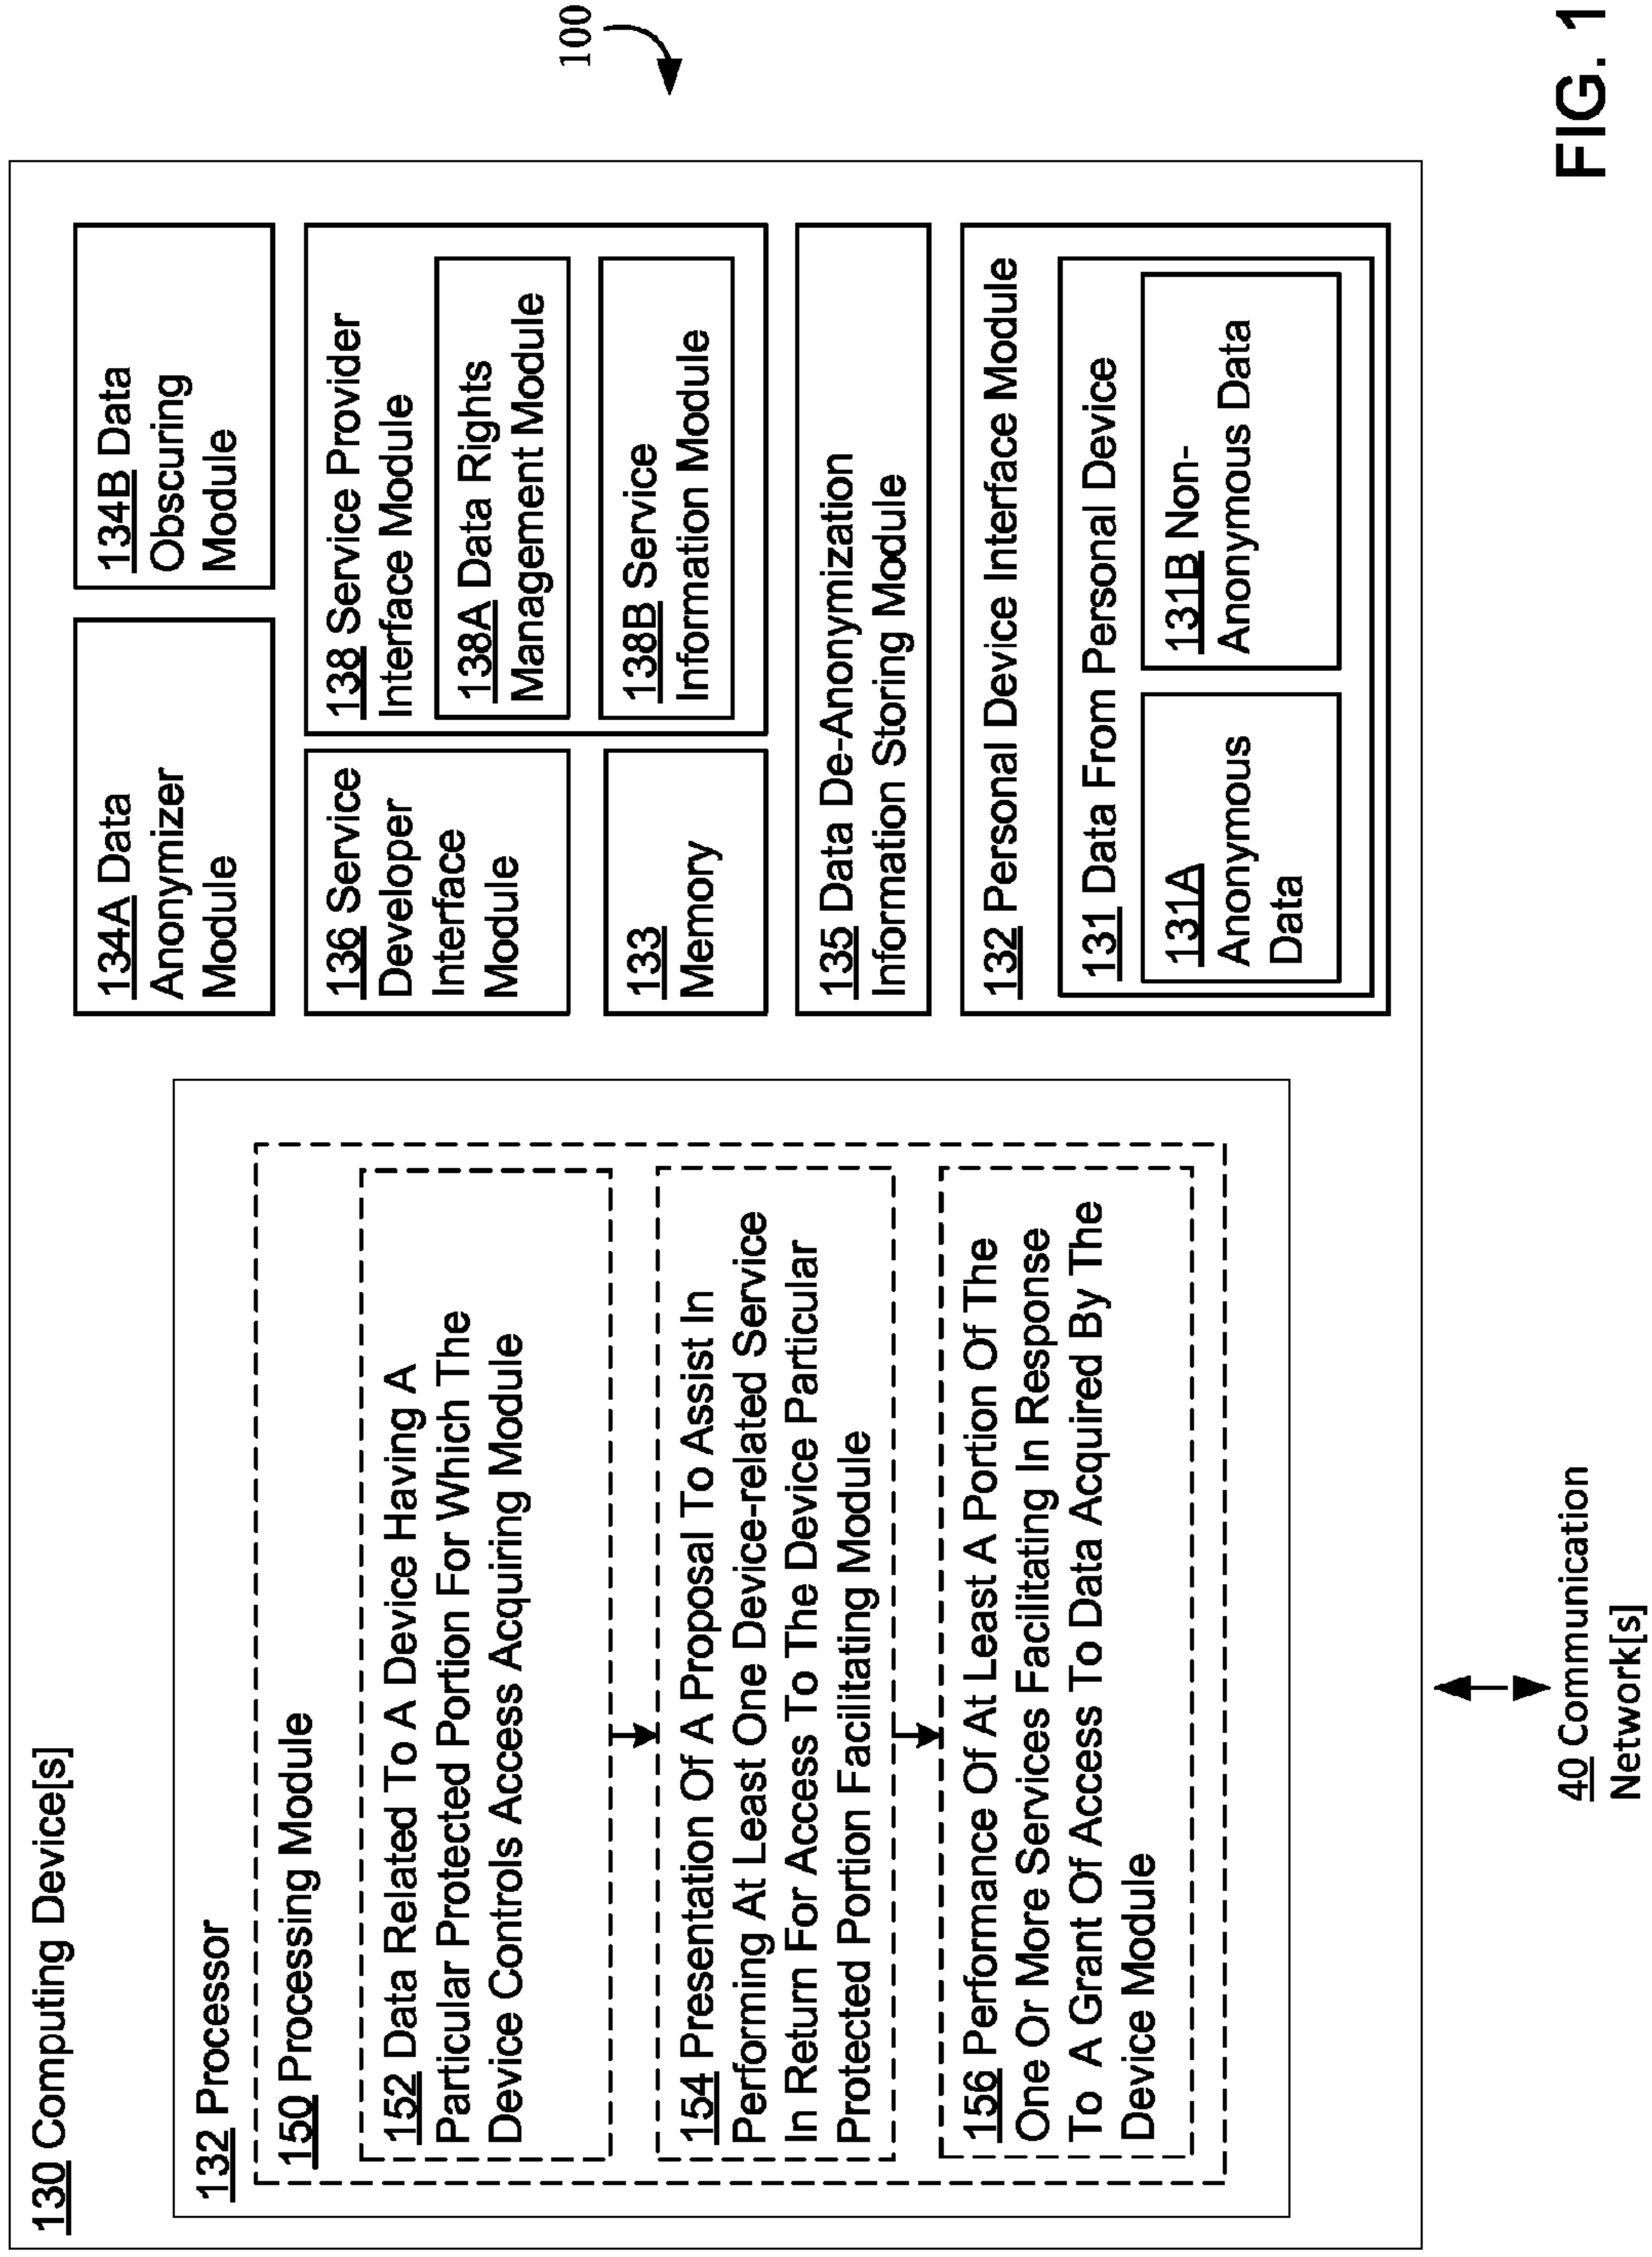 130 Computing Device[s]
132 Processor
150 Processing Module
152 Data Related To A Device Having A
Particular Protected Portion For Which The
Device Controls Access Acquiring Module
154 Presentation Of A Proposal To Assist In
Performing At Least One Device-related Service
In Return For Access To The Device Particular
Protected Portion Facilitating Module
156 Performance Of At Least A Portion Of The
One Or More Services Facilitating In Response
To A Grant Of Access To Data Acquired By The
Device Module
134A Data
Anonymizer
Module
134B Data
Obscuring
Module
136 Service
Developer
Interface
Module
138 Service Provider
Interface Module
138A Data Rights
Management Module
138B Service
Information Module
133
Memory
135 Data De-Anonymization
Information Storing Module
132 Personal Device Interface Module
131 Data From Personal Device
131A
Anonymous
Data
131B Non-
Anonymous Data
100
40 Communication
Network[s]
FIG. 1